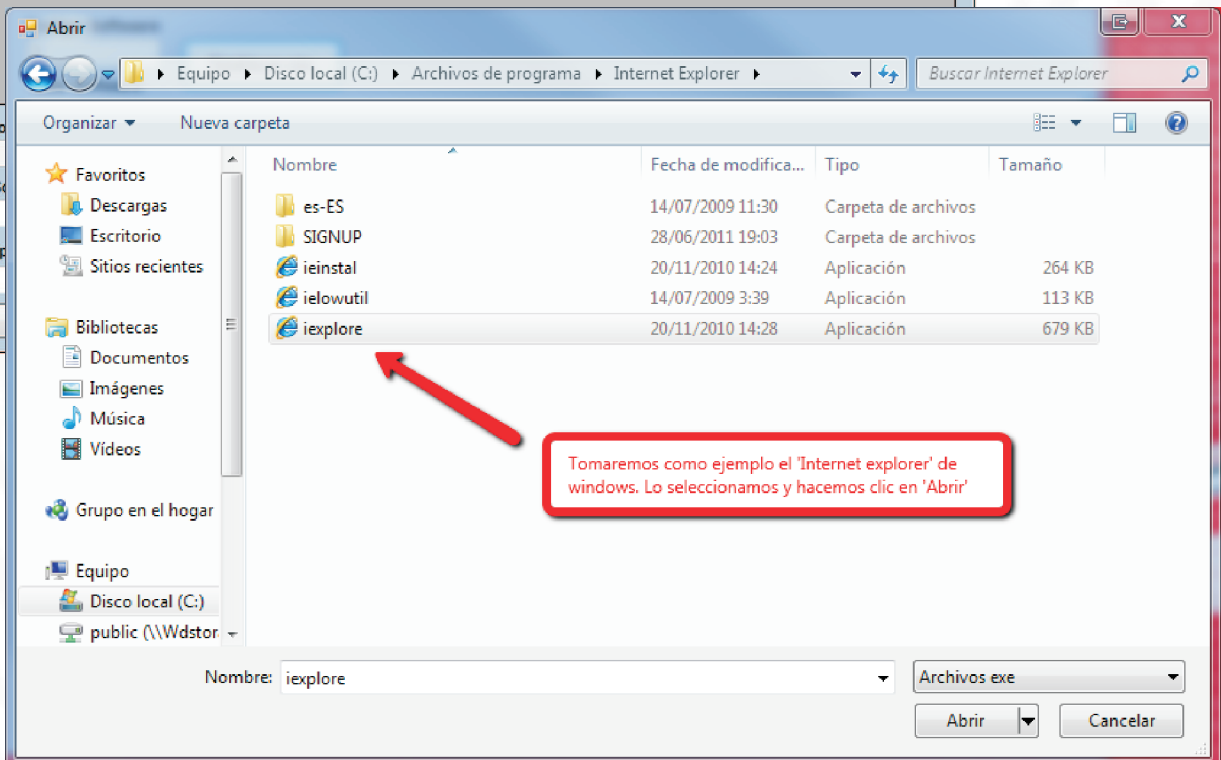 Abrir
Equipo Disco local (C:) Archivos de programa Internet Explorer
Buscar Internet Explorer
Organizar Nueva carpeta
Nombre Fecha de modifica... Tipo Tamaño
es-ES 14/07/2009 11:30 Carpeta de archivos
SIGNUP 28/06/2011 19:03 Carpeta de archivos
ieinstal 20/11/2010 14:24 Aplicación 264 KB
ielowutil 14/07/2009 3:39 Aplicación 113 KB
iexplore 20/11/2010 14:28 Aplicación 679 KB
Favoritos
Descargas
Escritorio
Sitios recientes
Bibliotecas
Documentos
Imágenes
Música
Vídeos
Grupo en el hogar
Equipo
Disco local (C:)
public (\\Wdstor
Tomaremos como ejemplo el 'Internet explorer' de
windows. Lo seleccionamos y hacemos clic en 'Abrir'
Nombre: iexplore Archivos exe
Abrir Cancelar